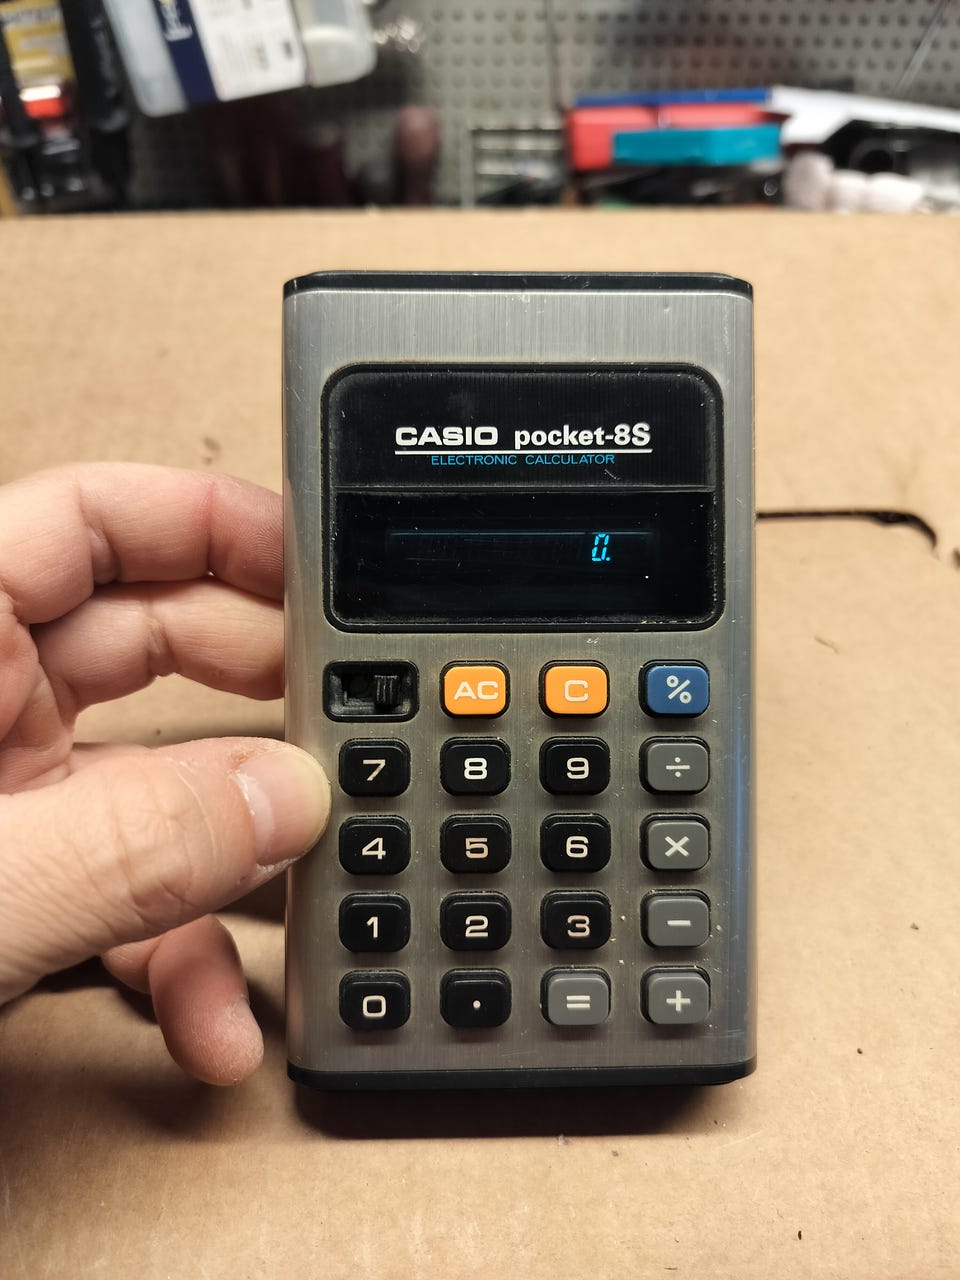 CASIO pocket-8S
ELECTRONIC CALCULATOR
0.
AC C %
7 8 9 ÷
4 5 6 ×
1 2 3 −
0 . = +